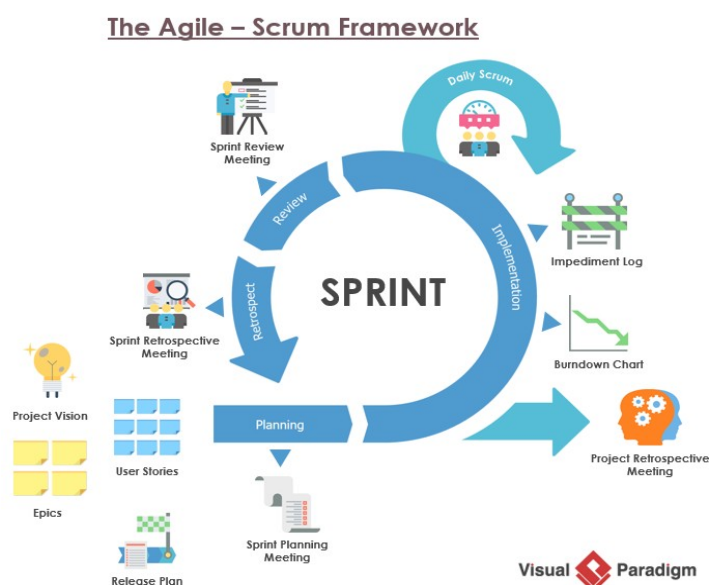 The Agile – Scrum Framework
Daily Scrum
Sprint Review
Meeting
Review
Implementation
Impediment Log
SPRINT
Retrospect
Sprint Retrospective
Meeting
Burndown Chart
Project Vision
Planning
User Stories
Project Retrospective
Meeting
Epics
Sprint Planning
Meeting
Release Plan
Visual Paradigm